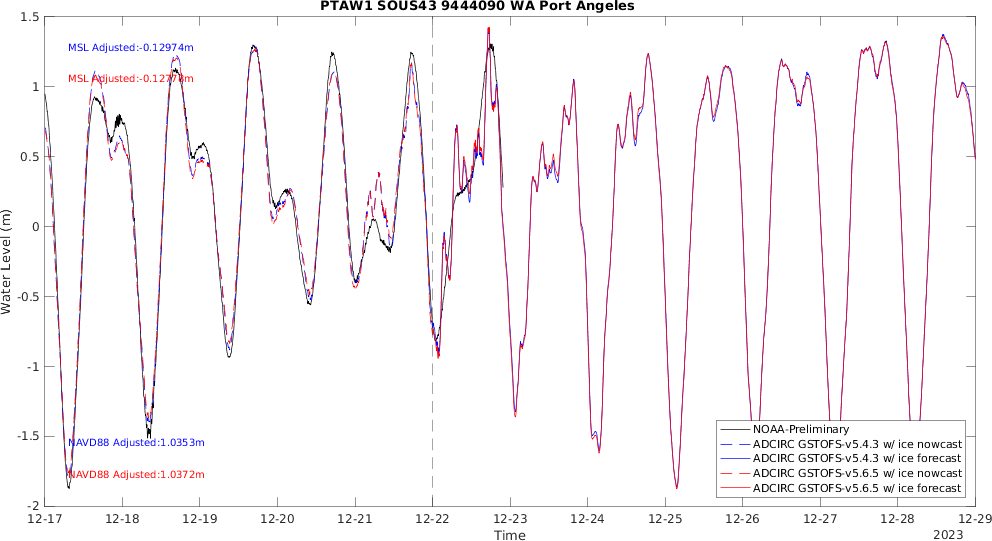 PTAW1 SOUS43 9444090 WA Port Angeles
1.5
1
0.5
0
-0.5
-1
-1.5
-2
Water Level (m)
MSL Adjusted:-0.12974m
MSL Adjusted:-0.12773m
NAVD88 Adjusted:1.0353m
NAVD88 Adjusted:1.0372m
NOAA-Preliminary
ADCIRC GSTOFS-v5.4.3 w/ ice nowcast
ADCIRC GSTOFS-v5.4.3 w/ ice forecast
ADCIRC GSTOFS-v5.6.5 w/ ice nowcast
ADCIRC GSTOFS-v5.6.5 w/ ice forecast
12-17 12-18 12-19 12-20 12-21 12-22 12-23 12-24 12-25 12-26 12-27 12-28 12-29
Time
2023